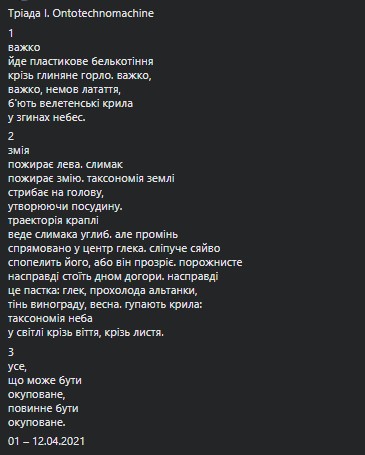 Тріада І. Ontotechnomachine
1
важко
йде пластикове белькотіння
крізь глиняне горло. важко,
важко, немов латаття,
б'ють велетенські крила
у згинах небес.
2
змія
пожирає лева. слимак
пожирає змію. таксономія землі
стрибає на голову,
утворюючи посудину.
траекторія краплі
веде слимака углиб. але промінь
спрямовано у центр глека. сліпуче сяйво
спопелить його, або він прозріє. порожнисте
насправді стоїть дном догори. насправді
це пастка: глек, прохолода альтанки,
тінь винограду, весна. гупають крила:
таксономія неба
у світлі крізь віття, крізь листя.
3
усе,
що може бути
окуповане,
повинне бути
окуповане.
01 – 12.04.2021